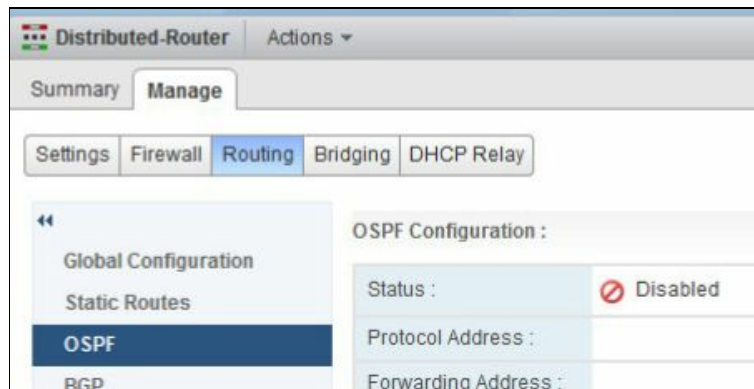 Distributed-Router Actions
Summary Manage
Settings Firewall Routing Bridging DHCP Relay
Global Configuration
Static Routes
OSPF
BGP
OSPF Configuration :
Status : Disabled
Protocol Address :
Forwarding Address :